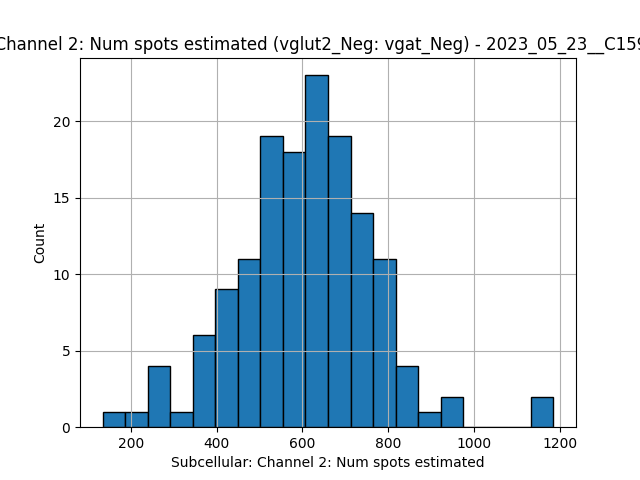 Channel 2: Num spots estimated (vglut2_Neg: vgat_Neg) - 2023_05_23__C159
20
15
10
5
0
Count
200 400 600 800 1000 1200
Subcellular: Channel 2: Num spots estimated